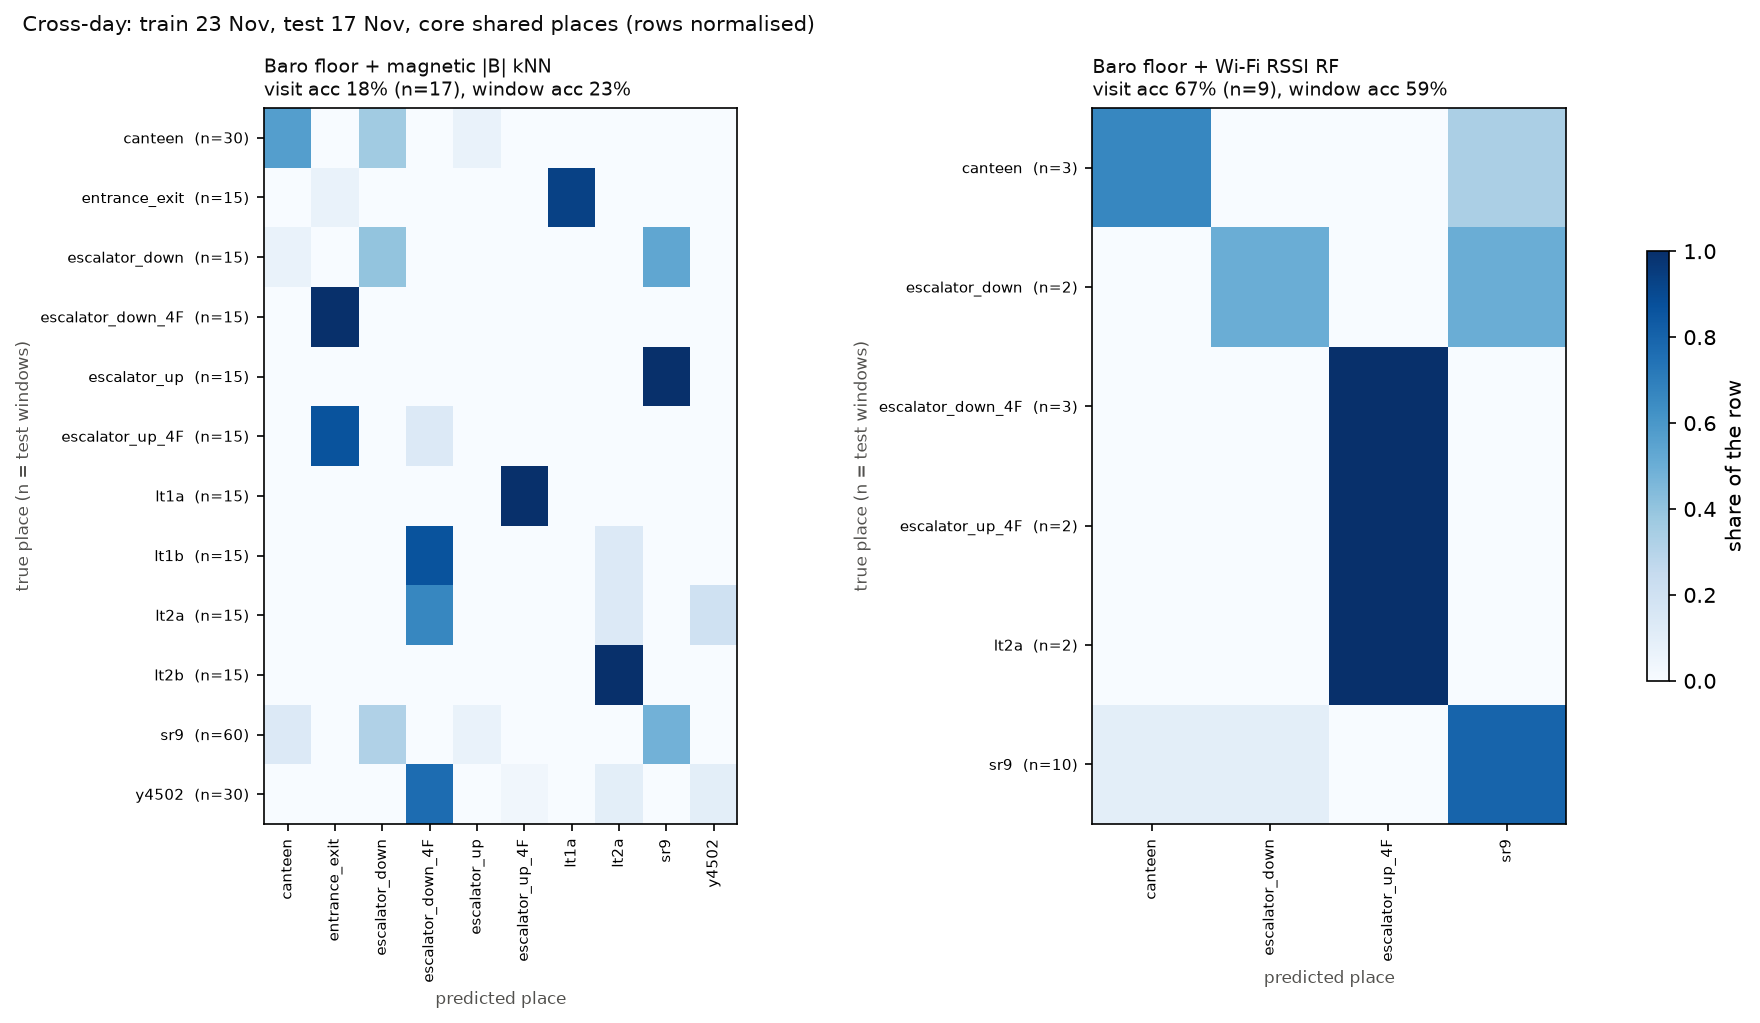 Cross-day: train 23 Nov, test 17 Nov, core shared places (rows normalised)
Baro floor + magnetic |B| kNN
visit acc 18% (n=17), window acc 23%
true place (n = test windows)
canteen (n=30)
entrance_exit (n=15)
escalator_down (n=15)
escalator_down_4F (n=15)
escalator_up (n=15)
escalator_up_4F (n=15)
lt1a (n=15)
lt1b (n=15)
lt2a (n=15)
lt2b (n=15)
sr9 (n=60)
y4502 (n=30)
canteen
entrance_exit
escalator_down
escalator_down_4F
escalator_up
escalator_up_4F
lt1a
lt2a
sr9
y4502
predicted place
Baro floor + Wi-Fi RSSI RF
visit acc 67% (n=9), window acc 59%
true place (n = test windows)
canteen (n=3)
escalator_down (n=2)
escalator_down_4F (n=3)
escalator_up_4F (n=2)
lt2a (n=2)
sr9 (n=10)
canteen
escalator_down
escalator_up_4F
sr9
predicted place
1.0
0.8
0.6
0.4
0.2
0.0
share of the row